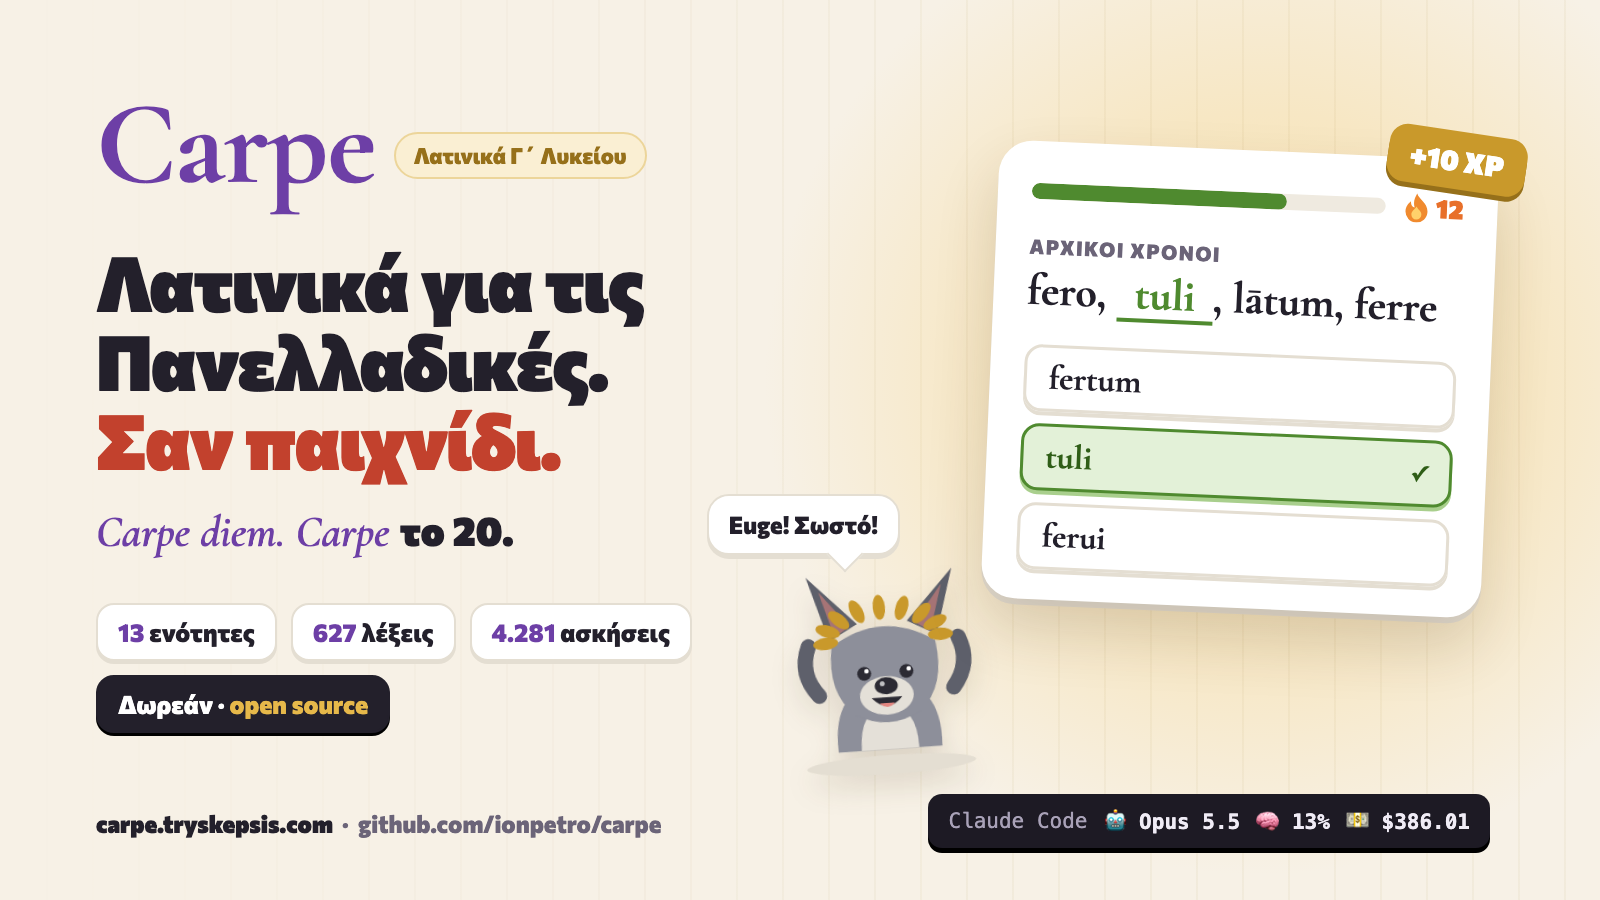 Carpe
Λατινικά Γ΄ Λυκείου
Λατινικά για τις
Πανελλαδικές.
Σαν παιχνίδι.
Carpe diem. Carpe το 20.
13 ενότητες
627 λέξεις
4.281 ασκήσεις
Δωρεάν · open source
carpe.tryskepsis.com · github.com/ionpetro/carpe
Euge! Σωστό!
+10 XP
🔥 12
ΑΡΧΙΚΟΙ ΧΡΟΝΟΙ
fero, tuli, lātum, ferre
fertum
tuli ✓
ferui
Claude Code 🤖 Opus 5.5 🧠 13% 💵 $386.01